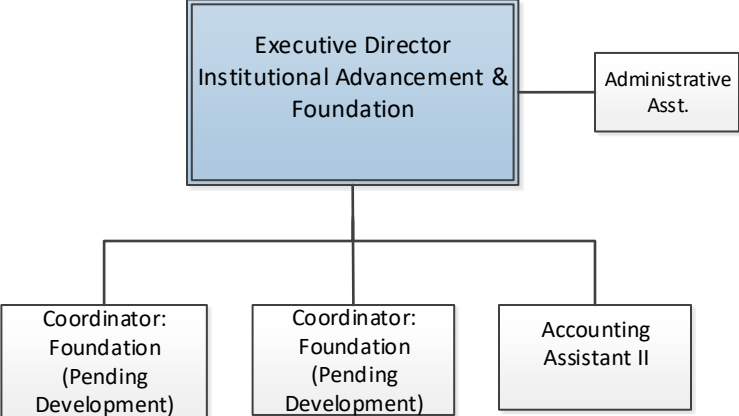 Executive Director
Institutional Advancement &
Foundation
Administrative
Asst.
Coordinator:
Foundation
(Pending
Development)
Coordinator:
Foundation
(Pending
Development)
Accounting
Assistant II